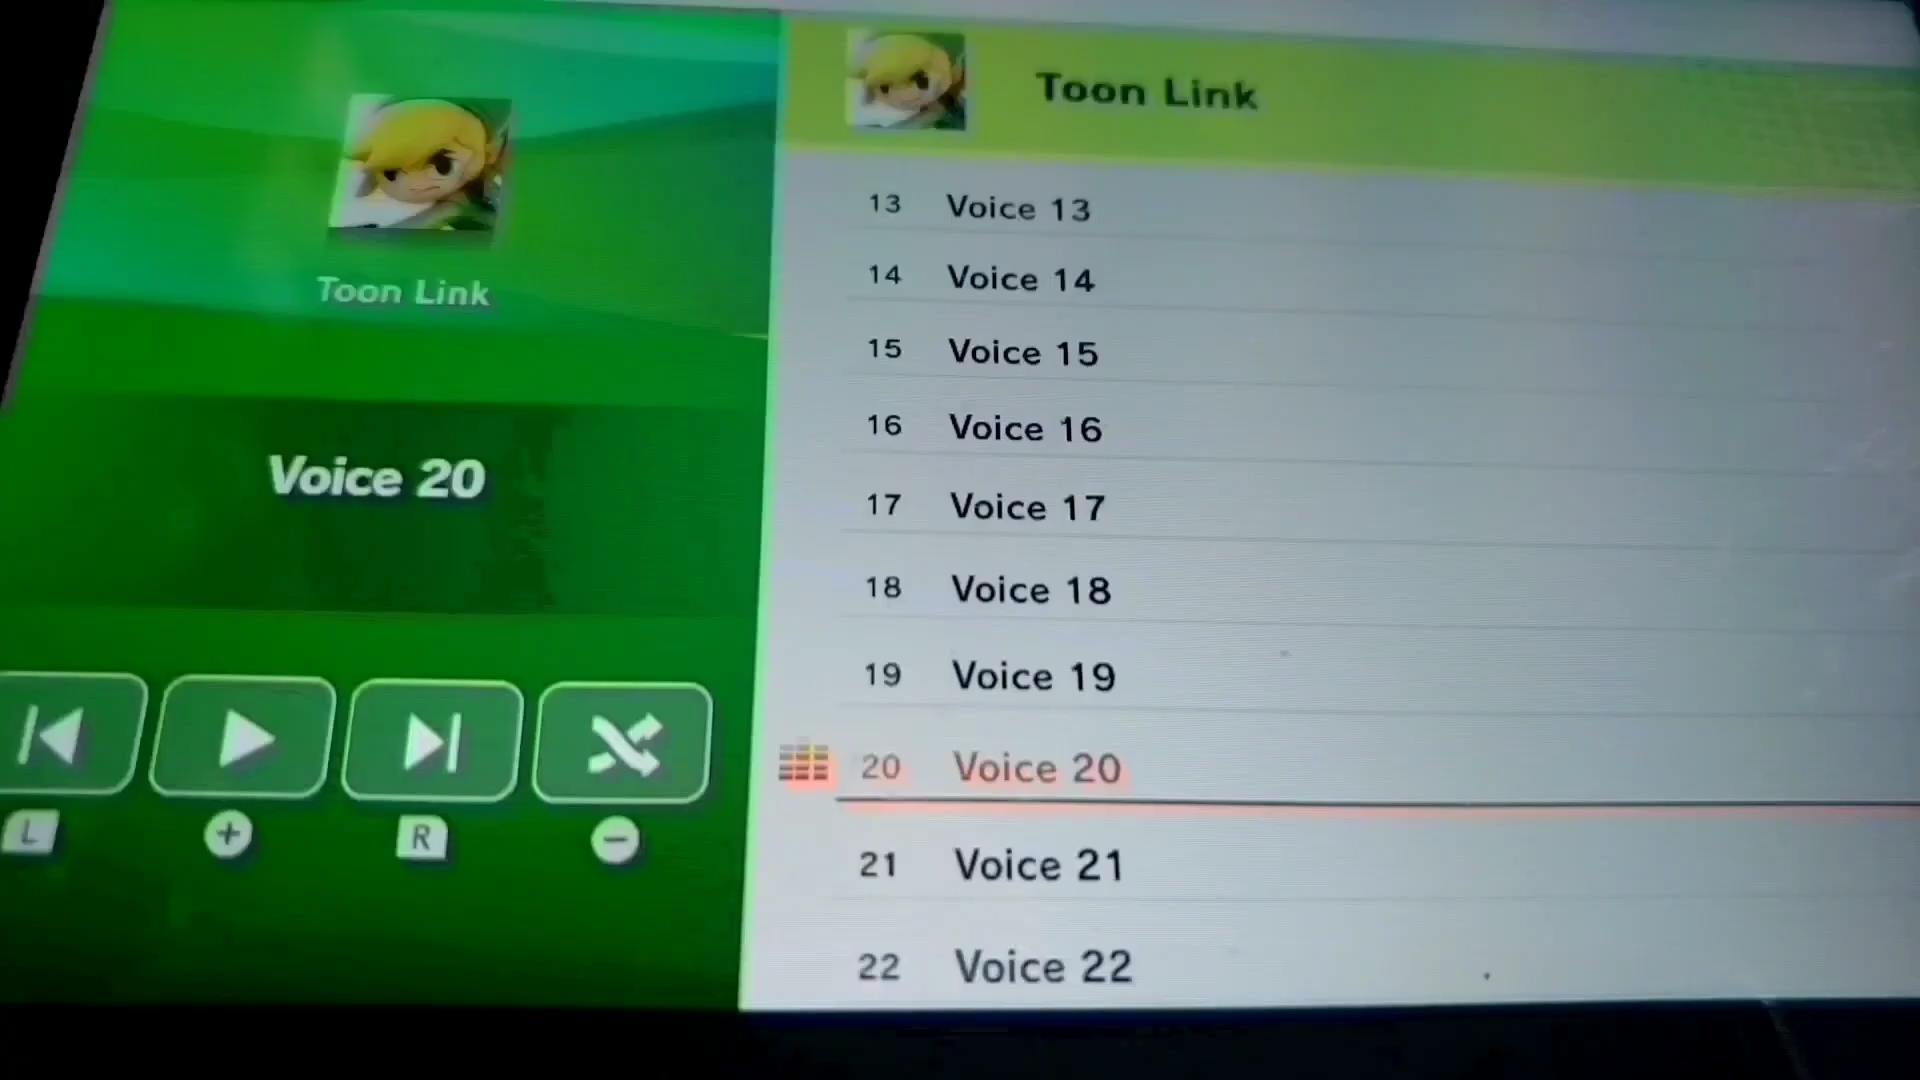 Toon Link
Voice 20
L
+
R
−
Toon Link
13 Voice 13
14 Voice 14
15 Voice 15
16 Voice 16
17 Voice 17
18 Voice 18
19 Voice 19
20 Voice 20
21 Voice 21
22 Voice 22